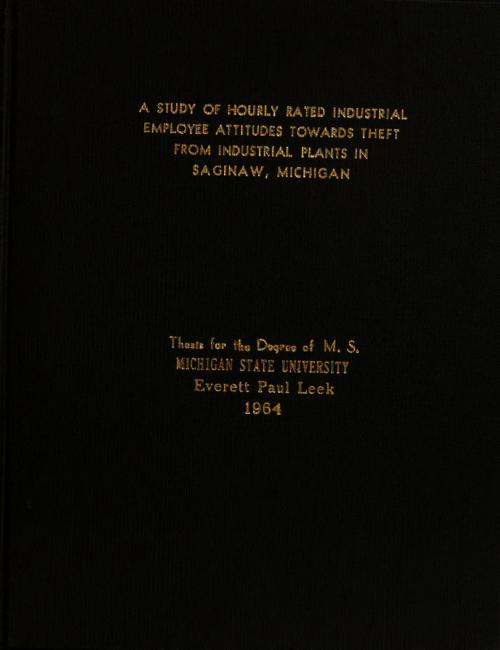 A STUDY OF HOURLY RATED INDUSTRIAL
EMPLOYEE ATTITUDES TOWARDS THEFT
FROM INDUSTRIAL PLANTS IN
SAGINAW, MICHIGAN
Thesis for the Degree of M. S.
MICHIGAN STATE UNIVERSITY
Everett Paul Leek
1964